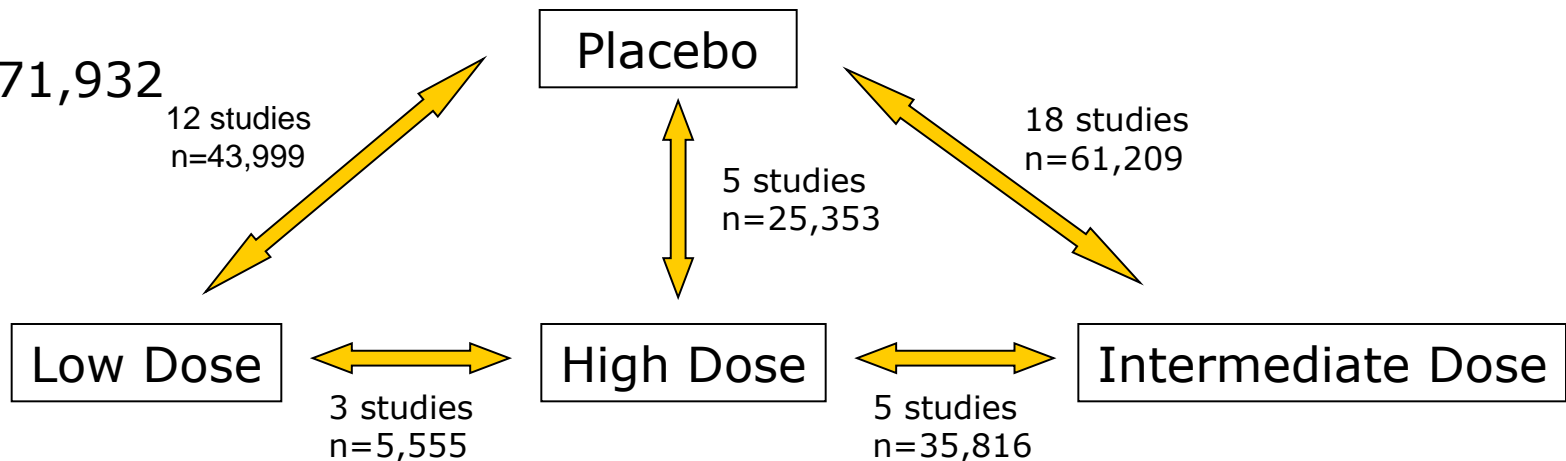 Placebo
71,932
12 studies
n=43,999
18 studies
n=61,209
5 studies
n=25,353
Low Dose
High Dose
Intermediate Dose
3 studies
n=5,555
5 studies
n=35,816